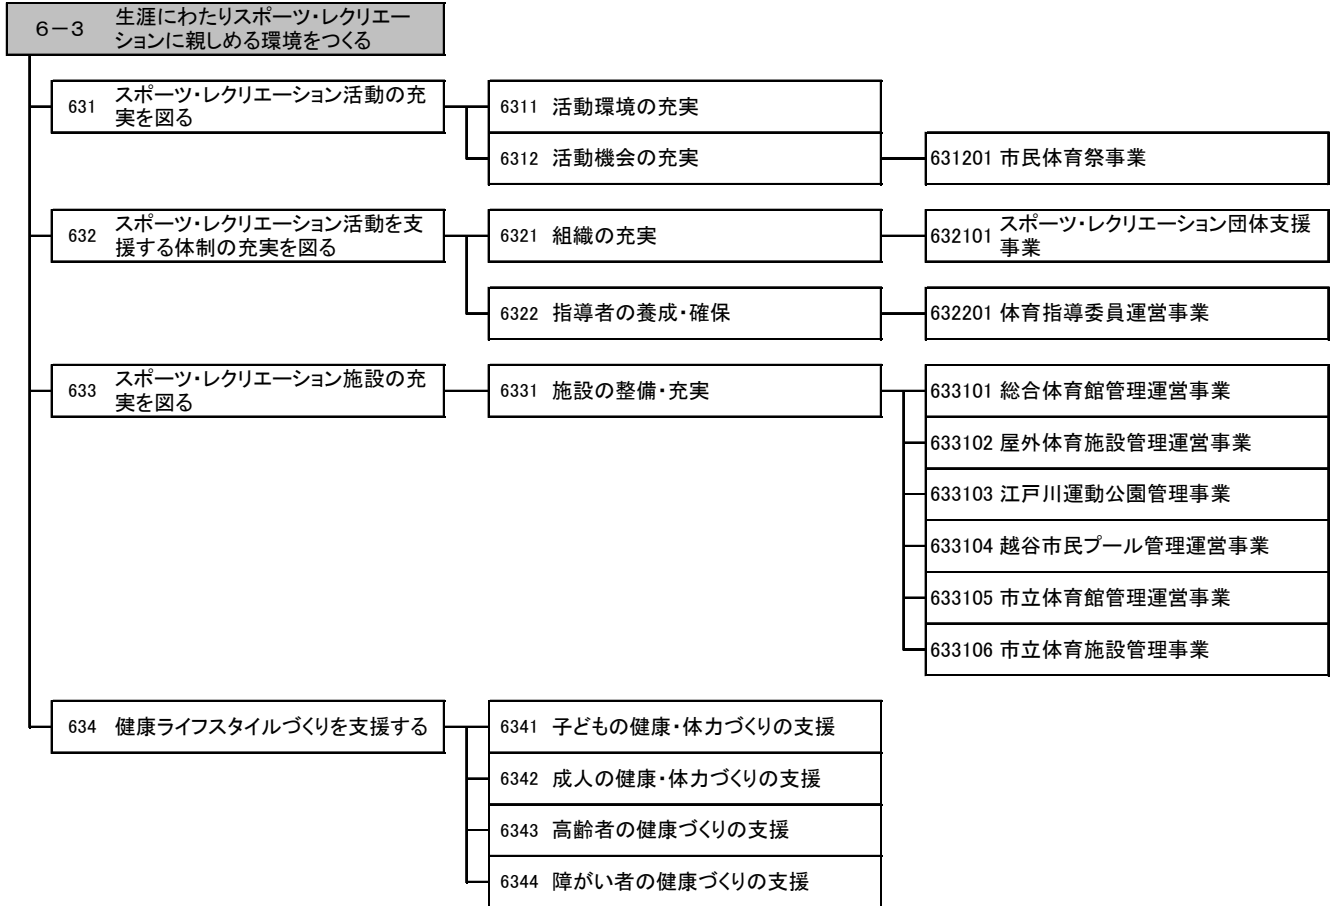 6－3 生涯にわたりスポーツ・レクリエー
ションに親しめる環境をつくる
631 スポーツ・レクリエーション活動の充
実を図る
6311 活動環境の充実
6312 活動機会の充実
631201 市民体育祭事業
632 スポーツ・レクリエーション活動を支
援する体制の充実を図る
6321 組織の充実
632101 スポーツ・レクリエーション団体支援
事業
6322 指導者の養成・確保
632201 体育指導委員運営事業
633 スポーツ・レクリエーション施設の充
実を図る
6331 施設の整備・充実
633101 総合体育館管理運営事業
633102 屋外体育施設管理運営事業
633103 江戸川運動公園管理事業
633104 越谷市民プール管理運営事業
633105 市立体育館管理運営事業
633106 市立体育施設管理事業
634 健康ライフスタイルづくりを支援する
6341 子どもの健康・体力づくりの支援
6342 成人の健康・体力づくりの支援
6343 高齢者の健康づくりの支援
6344 障がい者の健康づくりの支援